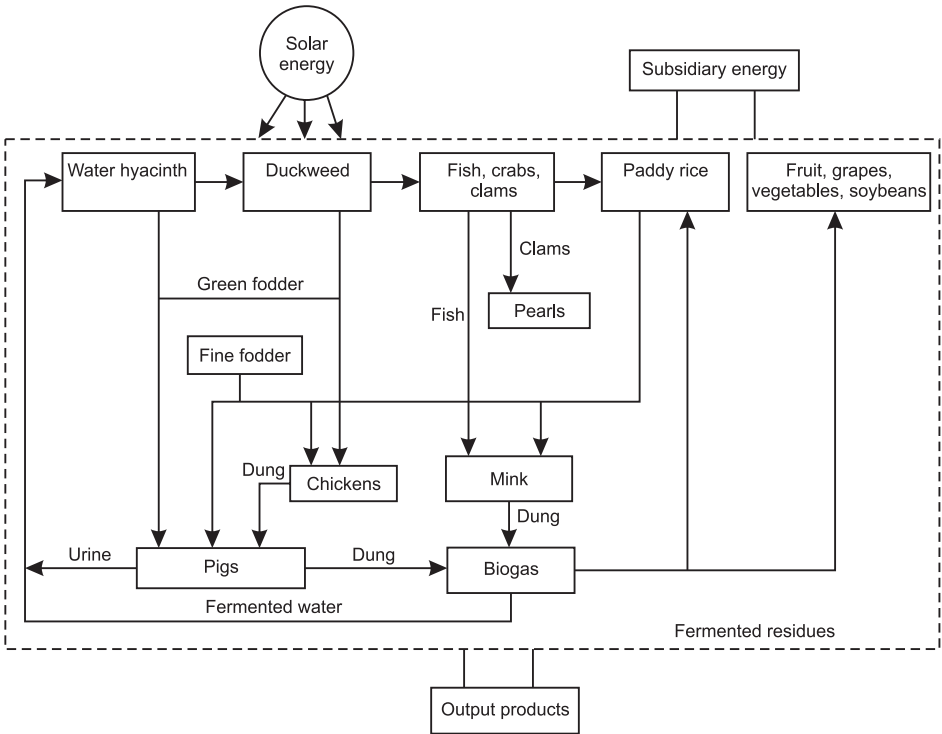 Solar
energy
Subsidiary energy
Water hyacinth
Duckweed
Fish, crabs,
clams
Paddy rice
Fruit, grapes,
vegetables, soybeans
Clams
Green fodder
Fish
Pearls
Fine fodder
Dung
Chickens
Mink
Dung
Urine
Pigs
Dung
Biogas
Fermented water
Fermented residues
Output products